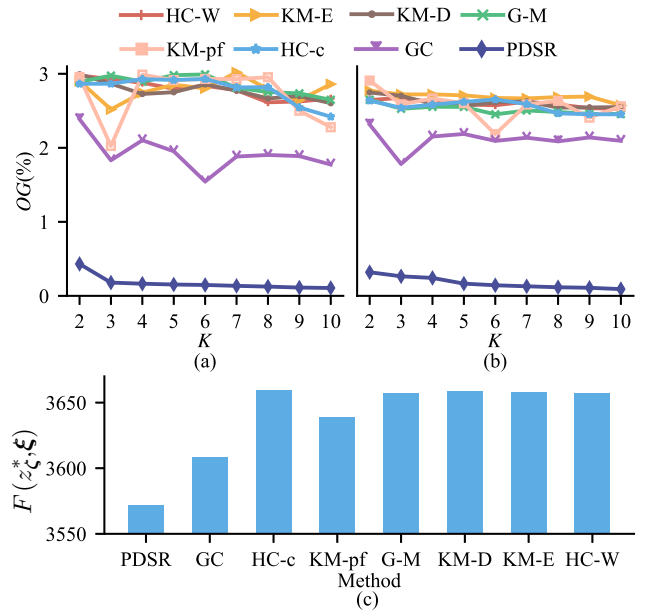 HC-W KM-E KM-D G-M
KM-pf HC-c GC PDSR
OG(%)
3
2
1
0
2 3 4 5 6 7 8 9 10
K
(a)
2 3 4 5 6 7 8 9 10
K
(b)
F(z*ζ,ξ)
3650
3600
3550
PDSR GC HC-c KM-pf G-M KM-D KM-E HC-W
Method
(c)